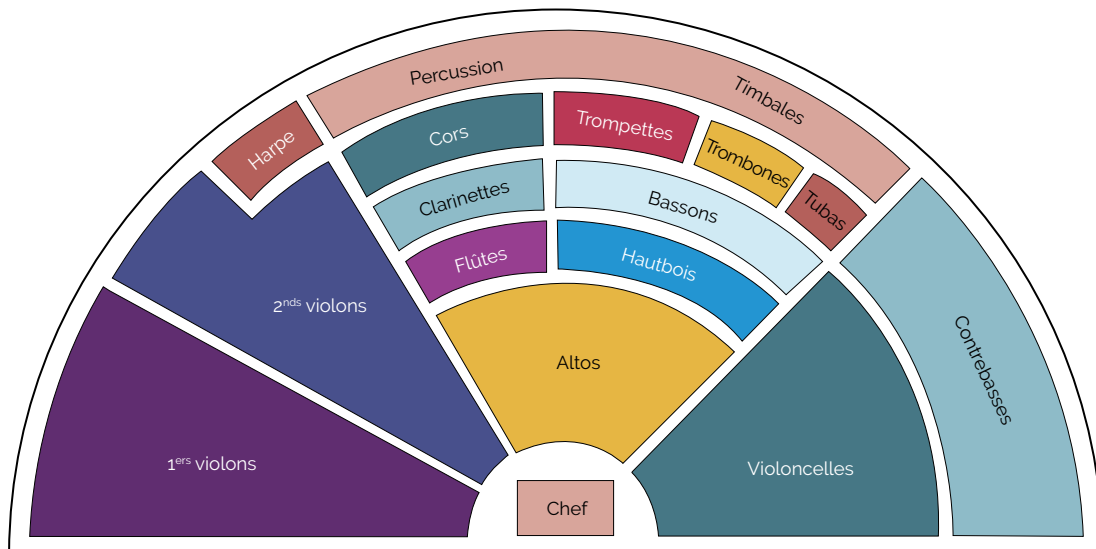 Percussion
Timbales
Harpe
Cors
Trompettes
Trombones
Tubas
Clarinettes
Bassons
Flûtes
Hautbois
2nds violons
Altos
Contrebasses
1ers violons
Violoncelles
Chef